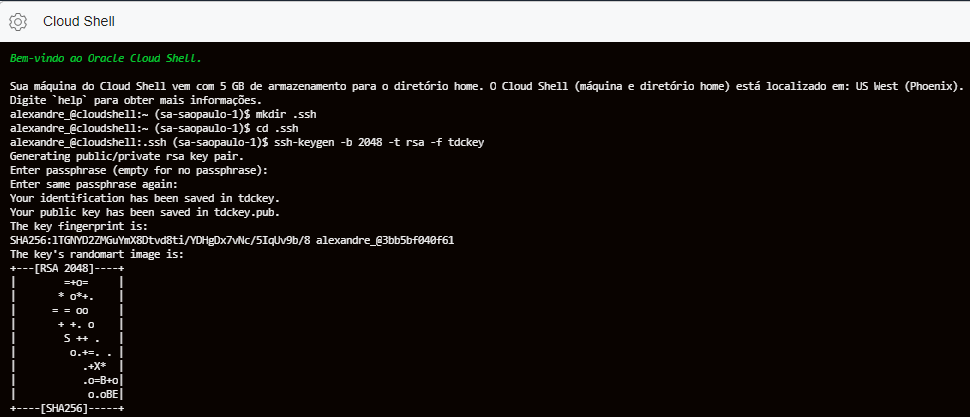 Cloud Shell
Bem-vindo ao Oracle Cloud Shell.
Sua máquina do Cloud Shell vem com 5 GB de armazenamento para o diretório home. O Cloud Shell (máquina e diretório home) está localizado em: US West (Phoenix).
Digite `help` para obter mais informações.
alexandre_@cloudshell:~ (sa-saopaulo-1)$ mkdir .ssh
alexandre_@cloudshell:~ (sa-saopaulo-1)$ cd .ssh
alexandre_@cloudshell:.ssh (sa-saopaulo-1)$ ssh-keygen -b 2048 -t rsa -f tdckey
Generating public/private rsa key pair.
Enter passphrase (empty for no passphrase):
Enter same passphrase again:
Your identification has been saved in tdckey.
Your public key has been saved in tdckey.pub.
The key fingerprint is:
SHA256:lTGNYD2ZMGuYmX8Dtvd8ti/YDHgDx7vNc/5IqUv9b/8 alexandre_@3bb5bf040f61
The key's randomart image is:
+---[RSA 2048]----+
|       =+o=     |
|      * o*+.    |
|     = = oo     |
|      + +. o    |
|       S ++ .   |
|        o.+=. . |
|          .+X*  |
|          .o=B+o|
|           o.oBE|
+----[SHA256]-----+